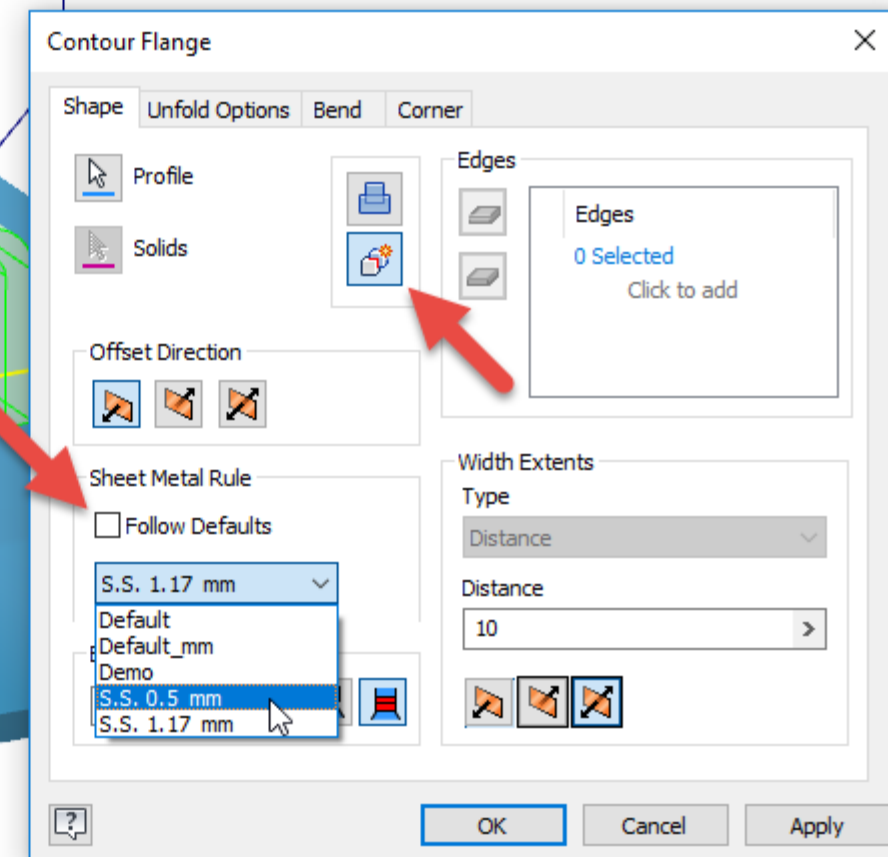 Contour Flange
Shape
Unfold Options
Bend
Corner
Profile
Solids
Edges
Edges
0 Selected
Click to add
Offset Direction
Sheet Metal Rule
Follow Defaults
S.S. 1.17 mm
Default
Default_mm
Demo
S.S. 0.5 mm
S.S. 1.17 mm
Width Extents
Type
Distance
Distance
10
OK
Cancel
Apply